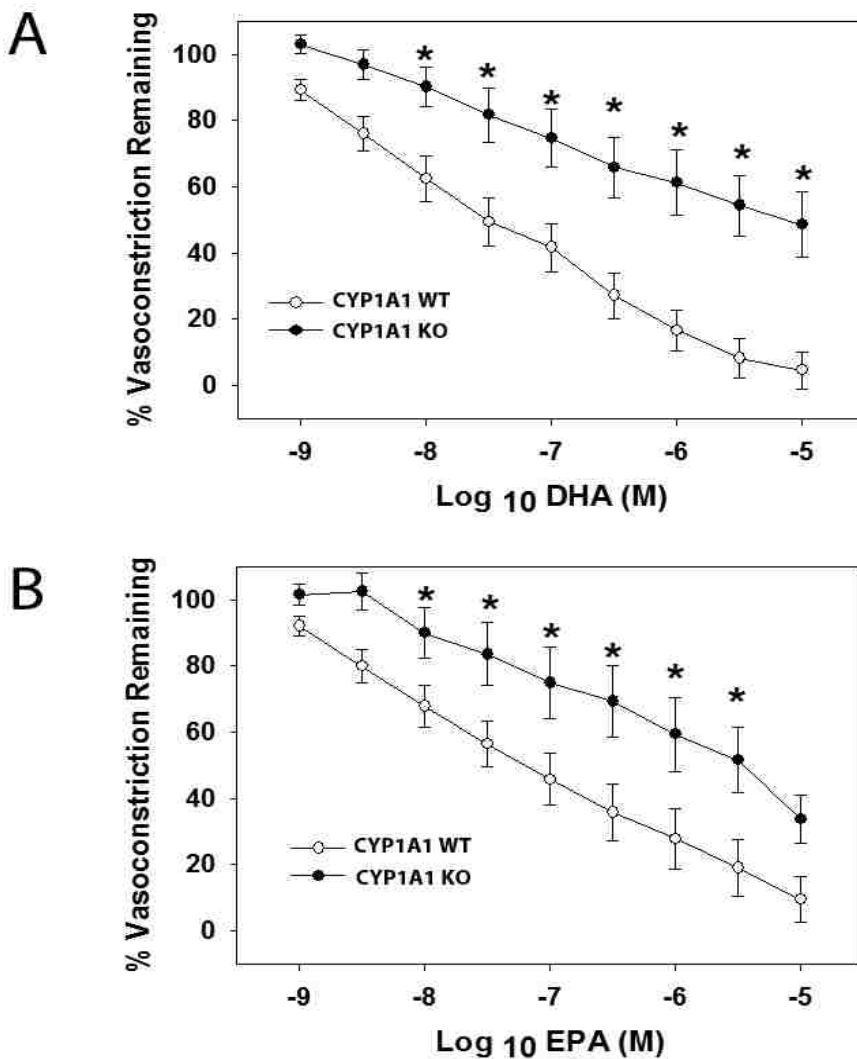 A
% Vasoconstriction Remaining
100
80
60
40
20
0
* * * * * * *
CYP1A1 WT
CYP1A1 KO
-9 -8 -7 -6 -5
Log 10 DHA (M)
B
% Vasoconstriction Remaining
100
80
60
40
20
0
* * * * * *
CYP1A1 WT
CYP1A1 KO
-9 -8 -7 -6 -5
Log 10 EPA (M)